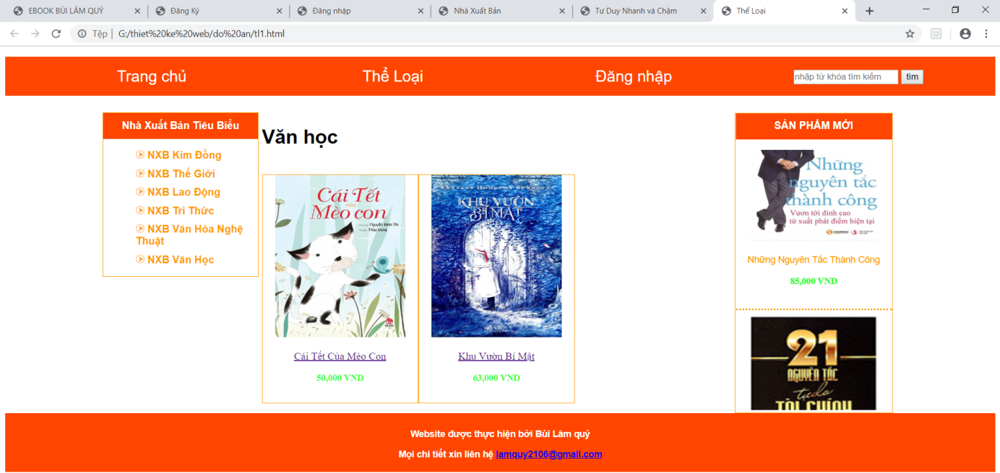 EBOOK BÙI LÂM QUÝ
Đăng Ký
Đăng nhập
Nhà Xuất Bản
Tư Duy Nhanh và Chậm
Thể Loại
Tệp | G:/thiet%20ke%20web/do%20an/tl1.html
Trang chủ
Thể Loại
Đăng nhập
nhập từ khóa tìm kiếm
tìm
Nhà Xuất Bản Tiêu Biểu
NXB Kim Đồng
NXB Thế Giới
NXB Lao Động
NXB Tri Thức
NXB Văn Hóa Nghệ
Thuật
NXB Văn Học
Văn học
Cái Tết
của
Mèo con
Nguyễn Đình Thi
Thùy Dung
Cái Tết Của Mèo Con
50,000 VND
FRANCES HODGSON BURNETT
KHU VƯỜN
BÍ MẬT
Khu Vườn Bí Mật
63,000 VND
SẢN PHẨM MỚI
Những
nguyên tắc
thành công
Vươn tới đỉnh cao
từ xuất phát điểm hiện tại
Những Nguyên Tắc Thành Công
85,000 VND
21
NGUYÊN TẮC
tự do
TÀI CHÍNH
Website được thực hiện bởi Bùi Lâm quý
Mọi chi tiết xin liên hệ lamquy2106@gmail.com